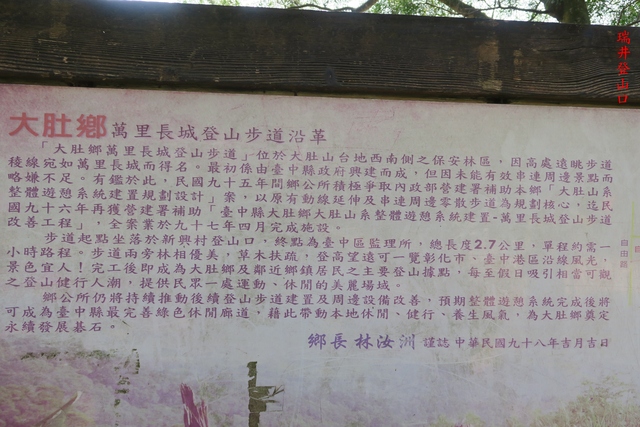 瑞井登山口
大肚鄉萬里長城登山步道沿革
「大肚鄉萬里長城登山步道」位於大肚山台地西南側之保安林區，因高處遠眺步道
稜線宛如萬里長城而得名。最初係由臺中縣政府興建而成，但因未能有效串連周邊景點而
略嫌不足。有鑑於此，民國九十五年間鄉公所積極爭取內政部營建署補助本鄉「大肚山系
整體遊憩系統建置規劃設計」案，以原有動線延伸及串連周邊零散步道為規劃核心，迄民
國九十六年再獲營建署補助「臺中縣大肚鄉大肚山系整體遊憩系統建置-萬里長城登山步道
改善工程」，全案業於九十七年四月完成施設。
步道起點坐落於新興村登山口，終點為臺中區監理所，總長度2.7公里，單程約需一
小時路程。步道兩旁林相優美，草木扶疏，登高望遠可一覽彰化市、臺中港區沿線風光，
景色宜人！完工後即成為大肚鄉及鄰近鄉鎮居民之主要登山據點，每至假日吸引相當可觀
之登山健行人潮，提供民眾一處運動、休閒的美麗場域。
鄉公所仍將持續推動後續登山步道建置及周邊設備改善，預期整體遊憩系統完成後將
可成為臺中縣最完善綠色休閒廊道，藉此帶動本地休閒、健行、養生風氣，為大肚鄉奠定
永續發展碁石。
鄉長 林汝洲 謹誌 中華民國九十八年吉月吉日